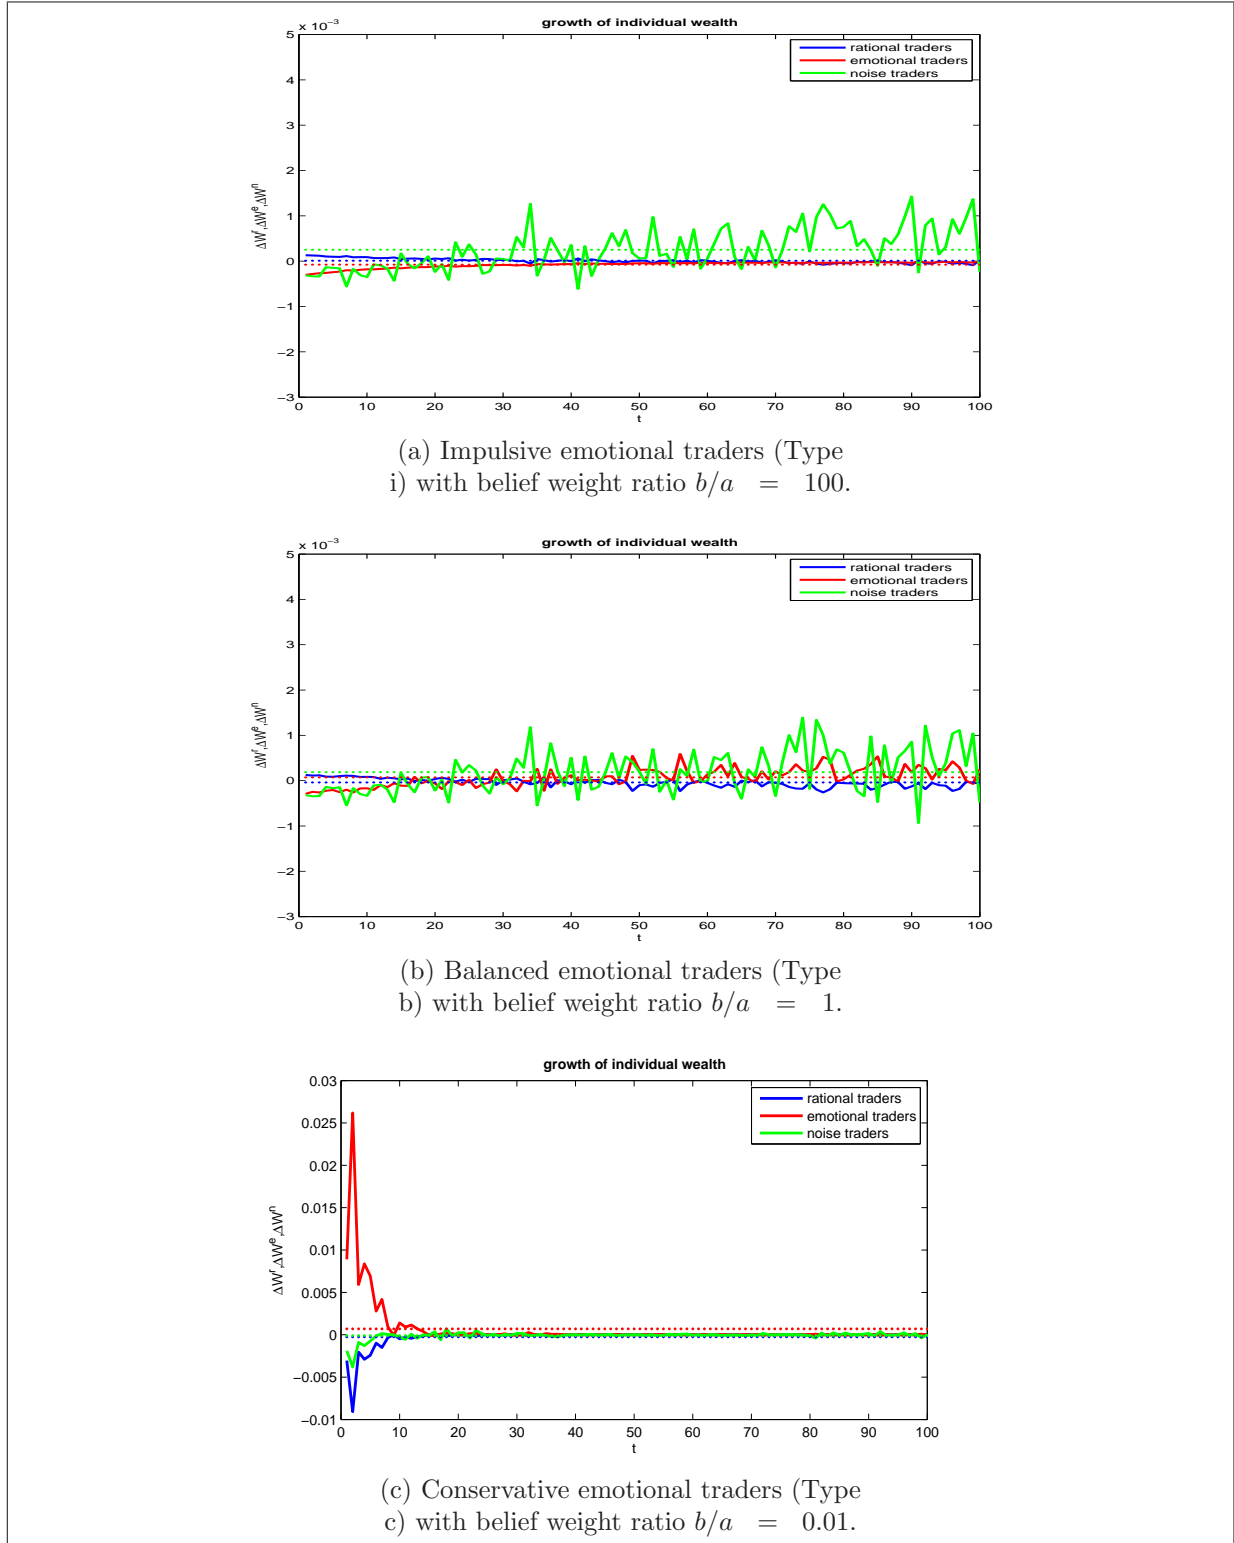 growth of individual wealth
× 10⁻³
rational traders
emotional traders
noise traders
5
4
3
2
1
0
−1
−2
−3
ΔWʳ,ΔWᵉ,ΔWⁿ
0 10 20 30 40 50 60 70 80 90 100
t
(a) Impulsive emotional traders (Type
i) with belief weight ratio b/a = 100.
growth of individual wealth
× 10⁻³
rational traders
emotional traders
noise traders
5
4
3
2
1
0
−1
−2
−3
ΔWʳ,ΔWᵉ,ΔWⁿ
0 10 20 30 40 50 60 70 80 90 100
t
(b) Balanced emotional traders (Type
b) with belief weight ratio b/a = 1.
growth of individual wealth
rational traders
emotional traders
noise traders
0.03
0.025
0.02
0.015
0.01
0.005
0
−0.005
−0.01
ΔWʳ,ΔWᵉ,ΔWⁿ
0 10 20 30 40 50 60 70 80 90 100
t
(c) Conservative emotional traders (Type
c) with belief weight ratio b/a = 0.01.